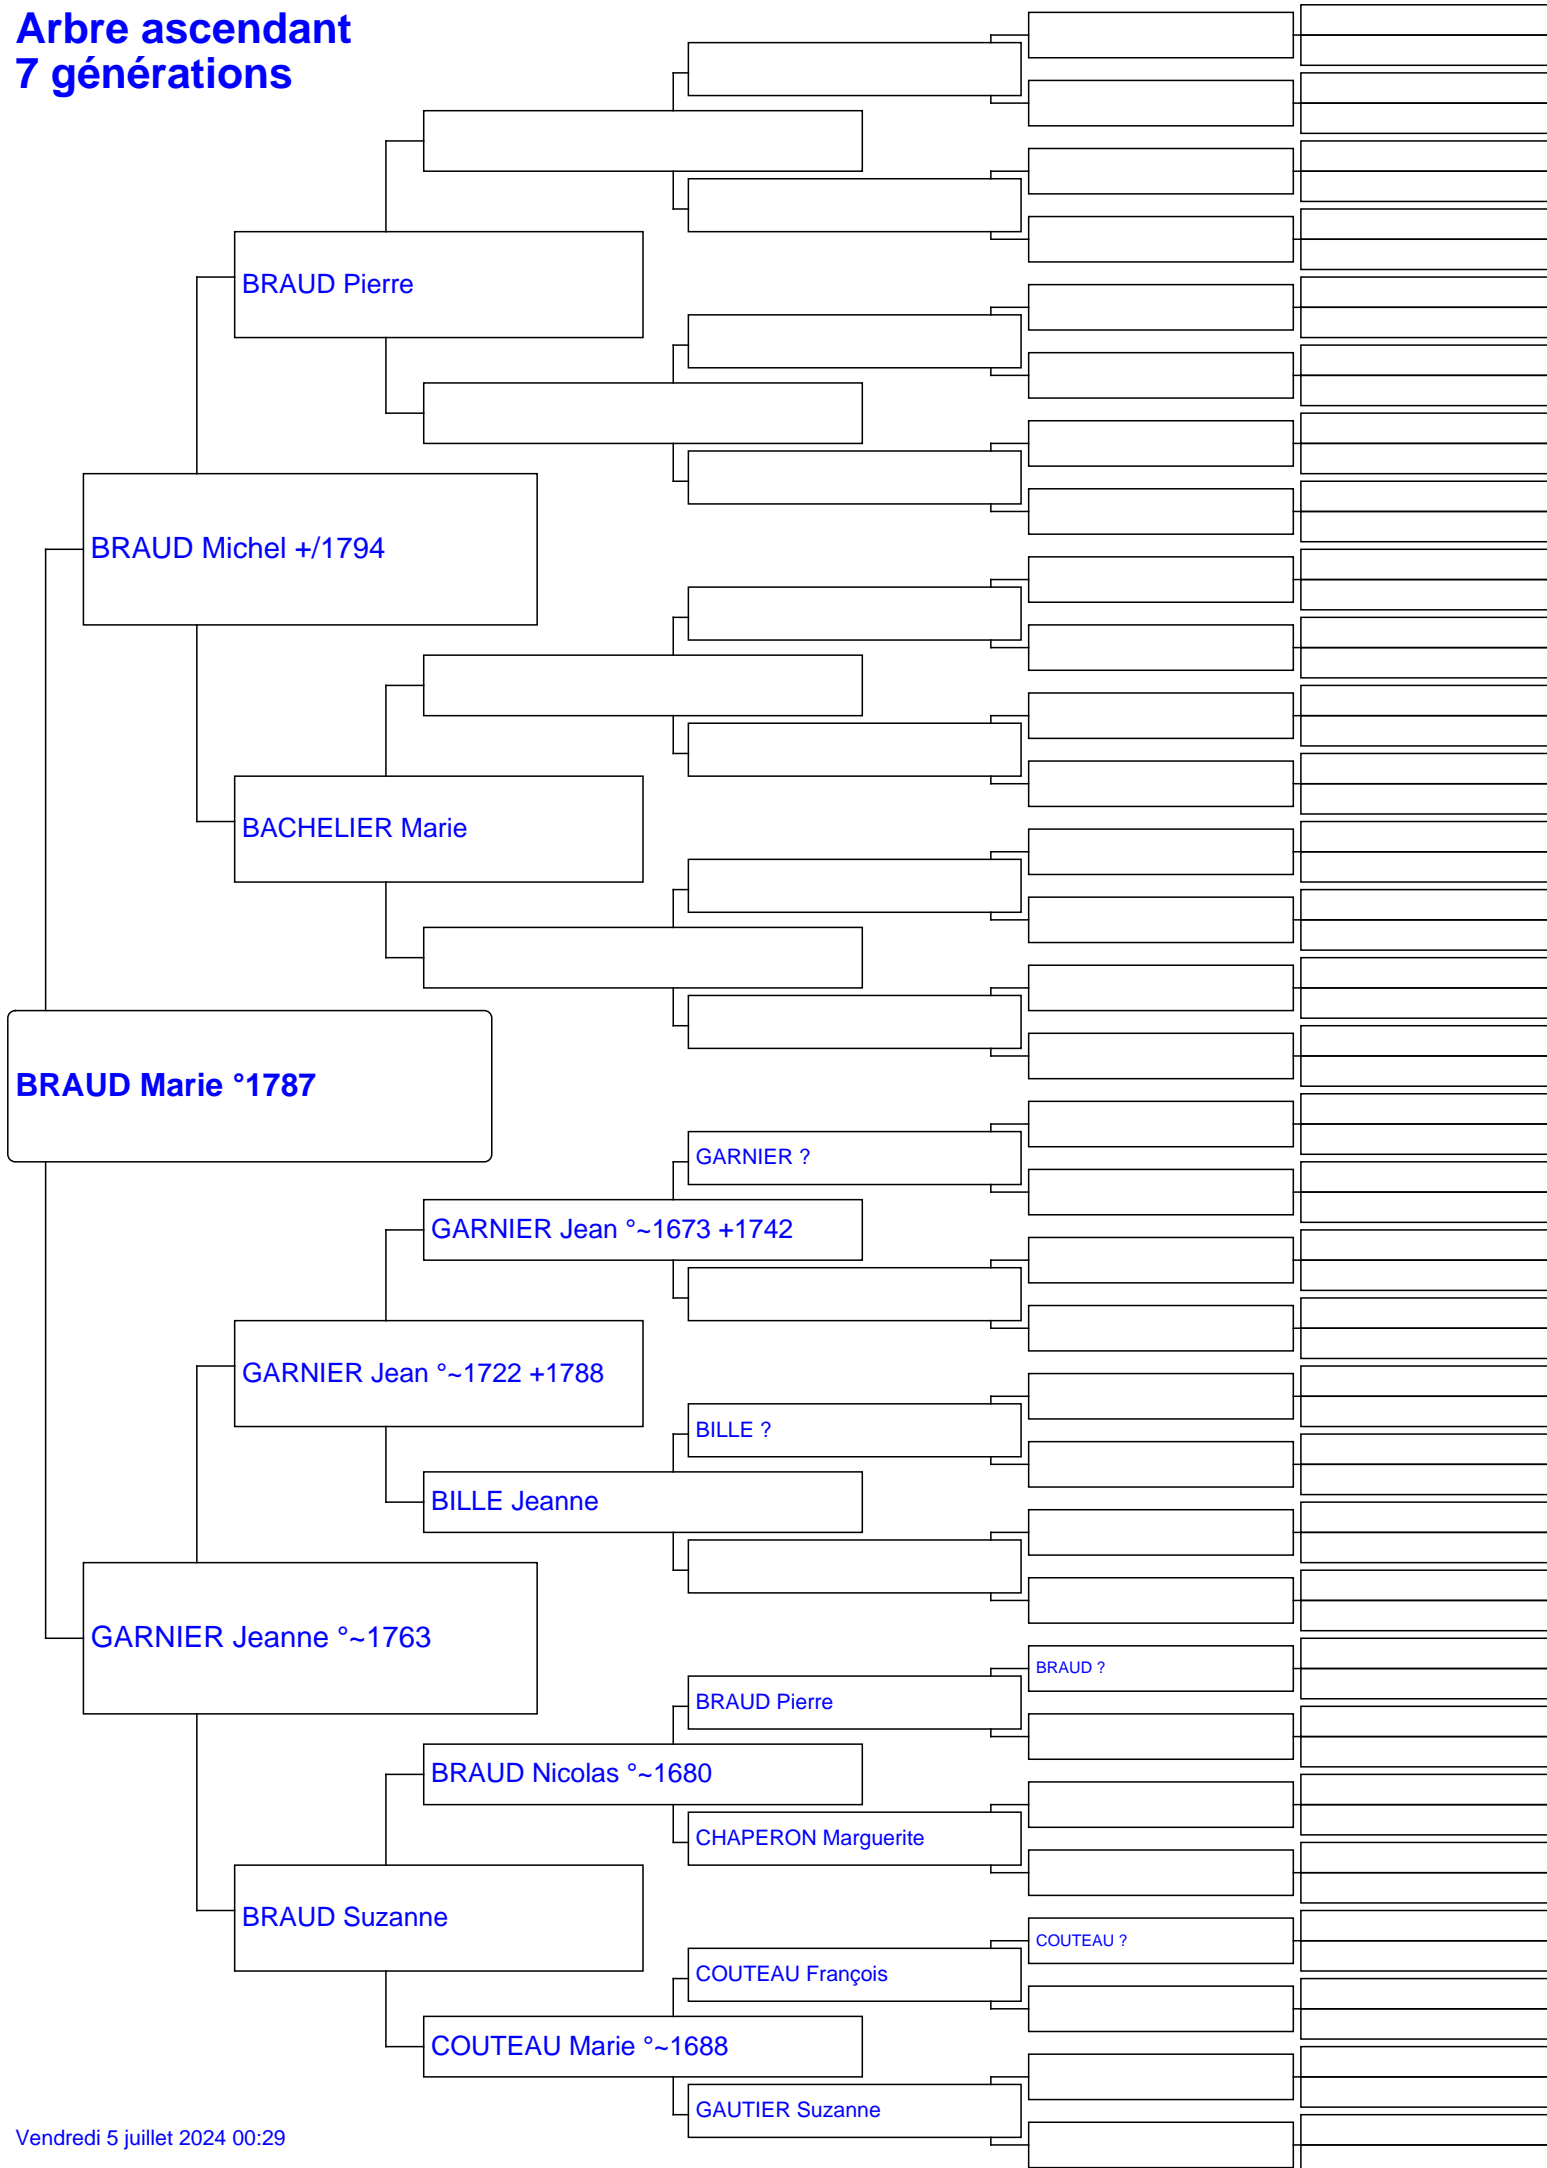 Arbre ascendant
7 générations
BRAUD Pierre
BRAUD Michel +/1794
BACHELIER Marie
BRAUD Marie °1787
GARNIER ?
GARNIER Jean °~1673 +1742
GARNIER Jean °~1722 +1788
BILLE ?
BILLE Jeanne
GARNIER Jeanne °~1763
BRAUD ?
BRAUD Pierre
BRAUD Nicolas °~1680
CHAPERON Marguerite
BRAUD Suzanne
COUTEAU ?
COUTEAU François
COUTEAU Marie °~1688
GAUTIER Suzanne
Vendredi 5 juillet 2024 00:29